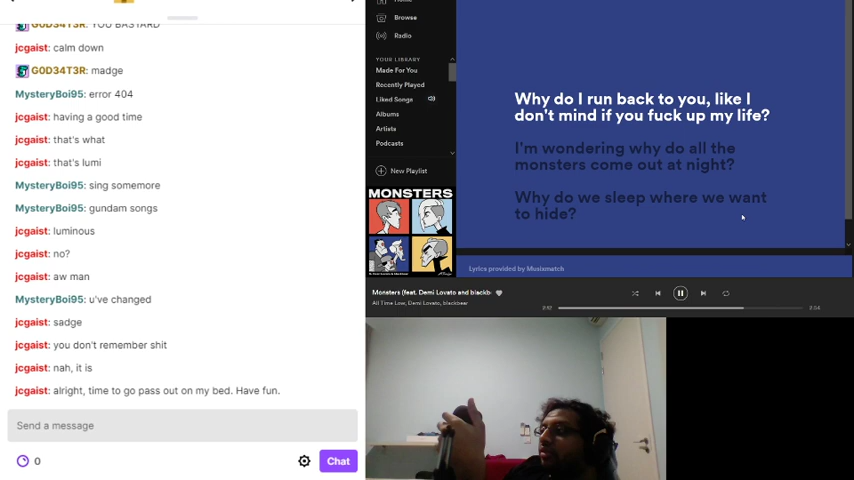 G0D34T3R: YOU BASTARD
jcgaist: calm down
G0D34T3R: madge
MysteryBoi95: error 404
jcgaist: having a good time
jcgaist: that's what
jcgaist: that's lumi
MysteryBoi95: sing somemore
MysteryBoi95: gundam songs
jcgaist: luminous
jcgaist: no?
jcgaist: aw man
MysteryBoi95: u've changed
jcgaist: sadge
jcgaist: you don't remember shit
jcgaist: nah, it is
jcgaist: alright, time to go pass out on my bed. Have fun.
Send a message
0
Chat
Browse
Radio
YOUR LIBRARY
Made For You
Recently Played
Liked Songs
Albums
Artists
Podcasts
New Playlist
MONSTERS
Why do I run back to you, like I
don't mind if you fuck up my life?
I'm wondering why do all the
monsters come out at night?
Why do we sleep where we want
to hide?
Lyrics provided by Musixmatch
Monsters (feat. Demi Lovato and blackb
All Time Low, Demi Lovato, blackbear
2:12
2:54